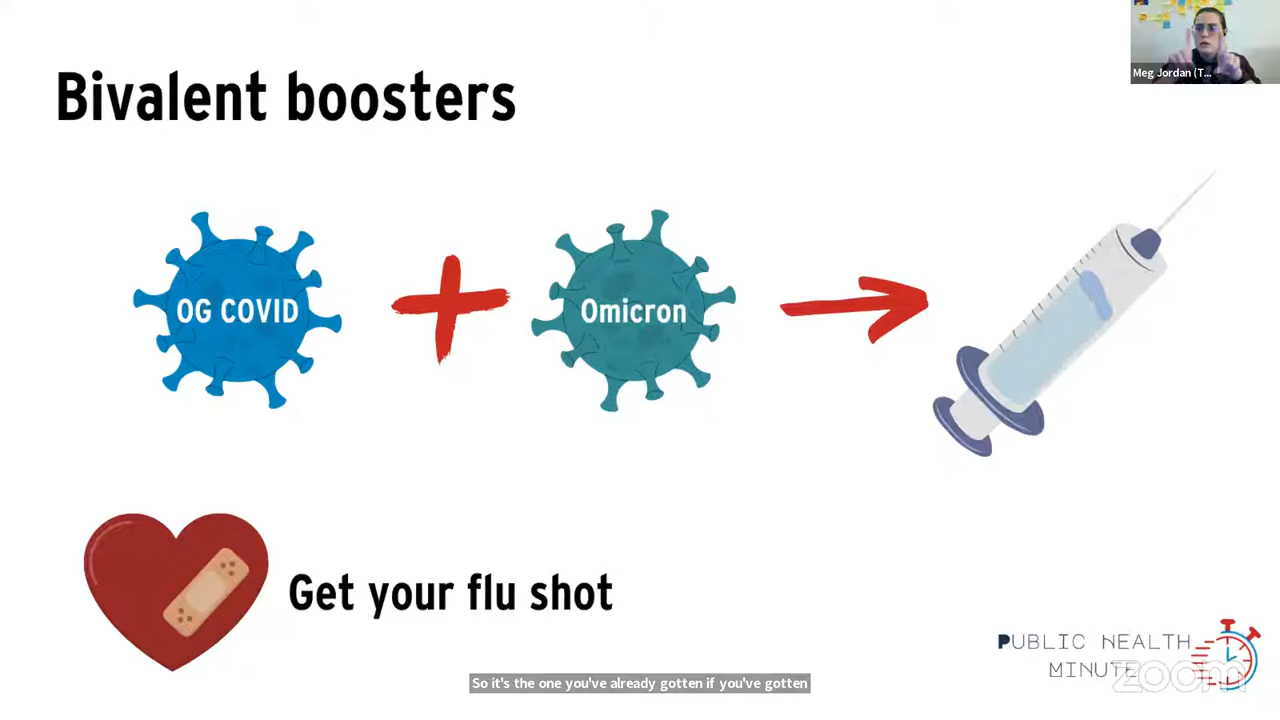 Meg Jordan (T...
Bivalent boosters
OG COVID
Omicron
Get your flu shot
PUBLIC HEALTH
MINUTE
zoom
So it's the one you've already gotten if you've gotten